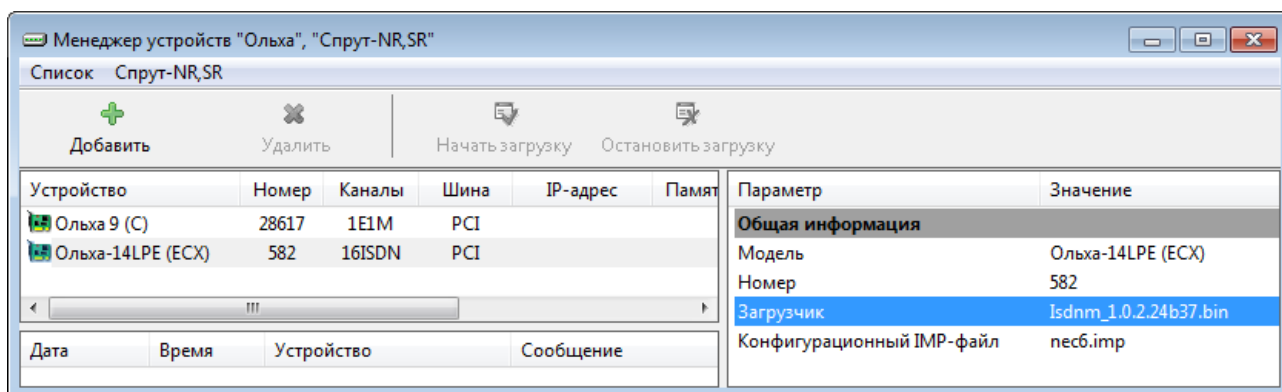 Менеджер устройств "Ольха", "Спрут-NR,SR"
Список Спрут-NR,SR
Добавить Удалить Начать загрузку Остановить загрузку
Устройство Номер Каналы Шина IP-адрес Памят
Ольха 9 (C) 28617 1E1M PCI
Ольха-14LPE (ECX) 582 16ISDN PCI
Дата Время Устройство Сообщение
Параметр Значение
Общая информация
Модель Ольха-14LPE (ECX)
Номер 582
Загрузчик Isdnm_1.0.2.24b37.bin
Конфигурационный IMP-файл nec6.imp